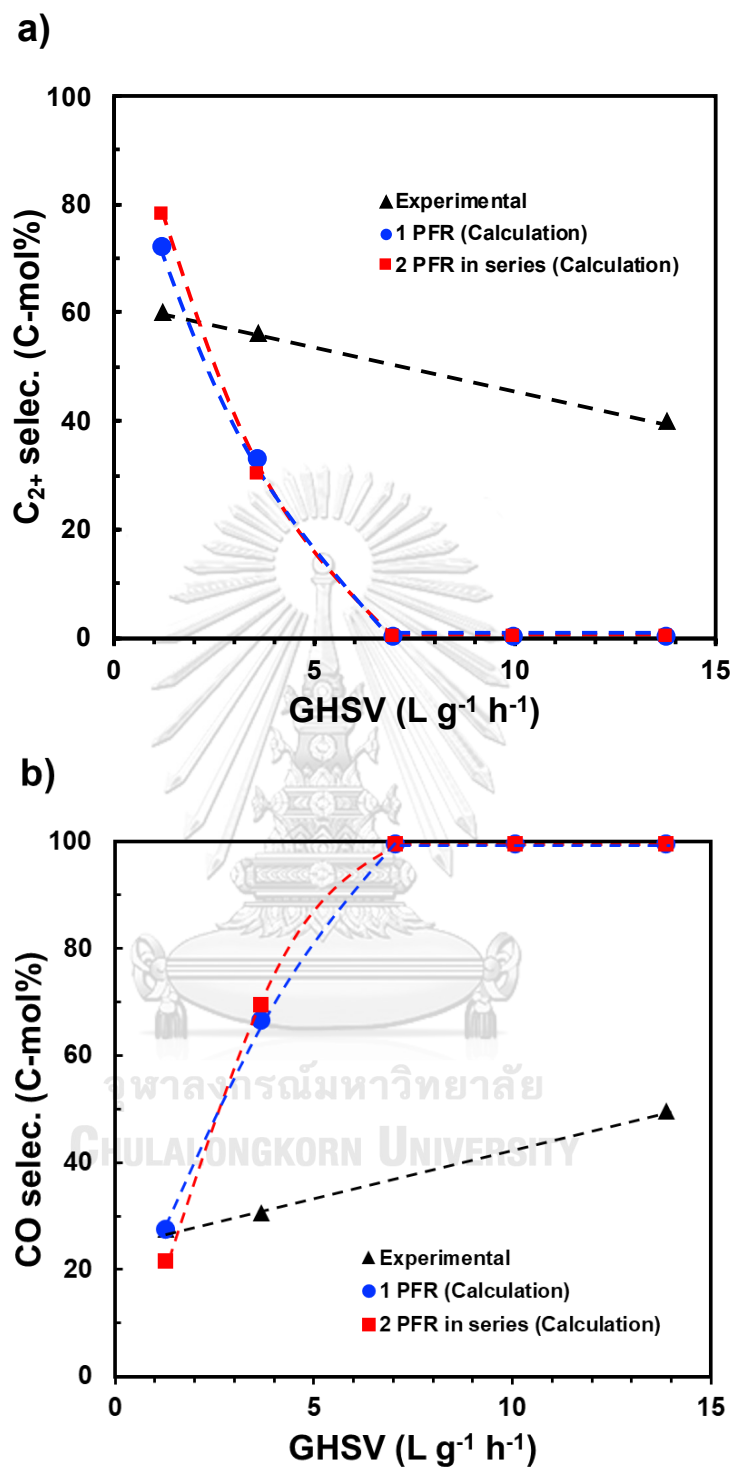 a)
100
80
60
40
20
0
C2+ selec. (C-mol%)
▲Experimental
●1 PFR (Calculation)
■2 PFR in series (Calculation)
0 5 10 15
GHSV (L g-1 h-1)
b)
100
80
60
40
20
0
CO selec. (C-mol%)
จุฬาลงกรณ์มหาวิทยาลัย
CHULALONGKORN UNIVERSITY
▲Experimental
●1 PFR (Calculation)
■2 PFR in series (Calculation)
0 5 10 15
GHSV (L g-1 h-1)